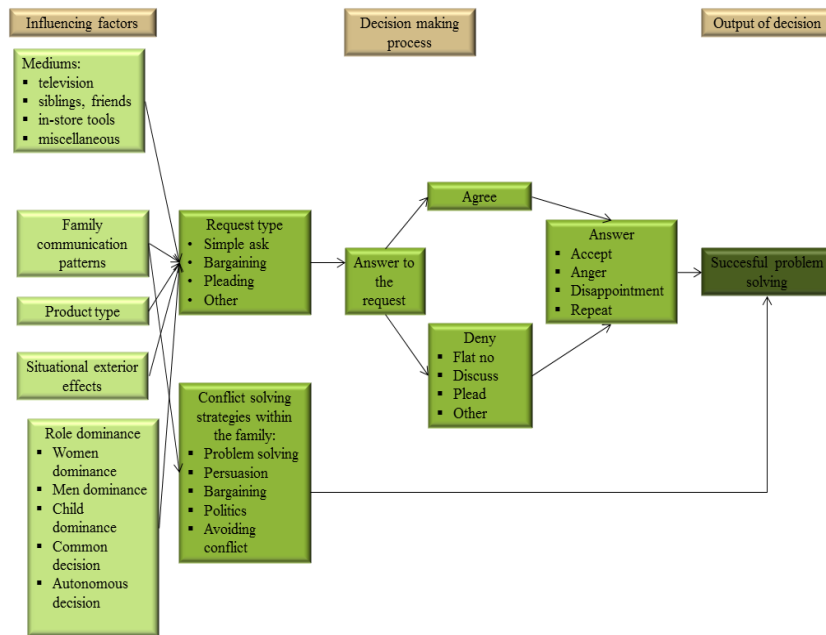 Influencing factors
Decision making
process
Output of decision
Mediums:
▪ television
▪ siblings, friends
▪ in-store tools
▪ miscellaneous
Family
communication
patterns
Product type
Situational exterior
effects
Role dominance
▪ Women
dominance
▪ Men dominance
▪ Child
dominance
▪ Common
decision
▪ Autonomous
decision
Request type
• Simple ask
• Bargaining
• Pleading
• Other
Conflict solving
strategies within
the family:
▪ Problem solving
▪ Persuasion
▪ Bargaining
▪ Politics
▪ Avoiding
conflict
Answer to
the
request
Agree
Deny
▪ Flat no
▪ Discuss
▪ Plead
▪ Other
Answer
▪ Accept
▪ Anger
▪ Disappointment
▪ Repeat
Succesful problem
solving